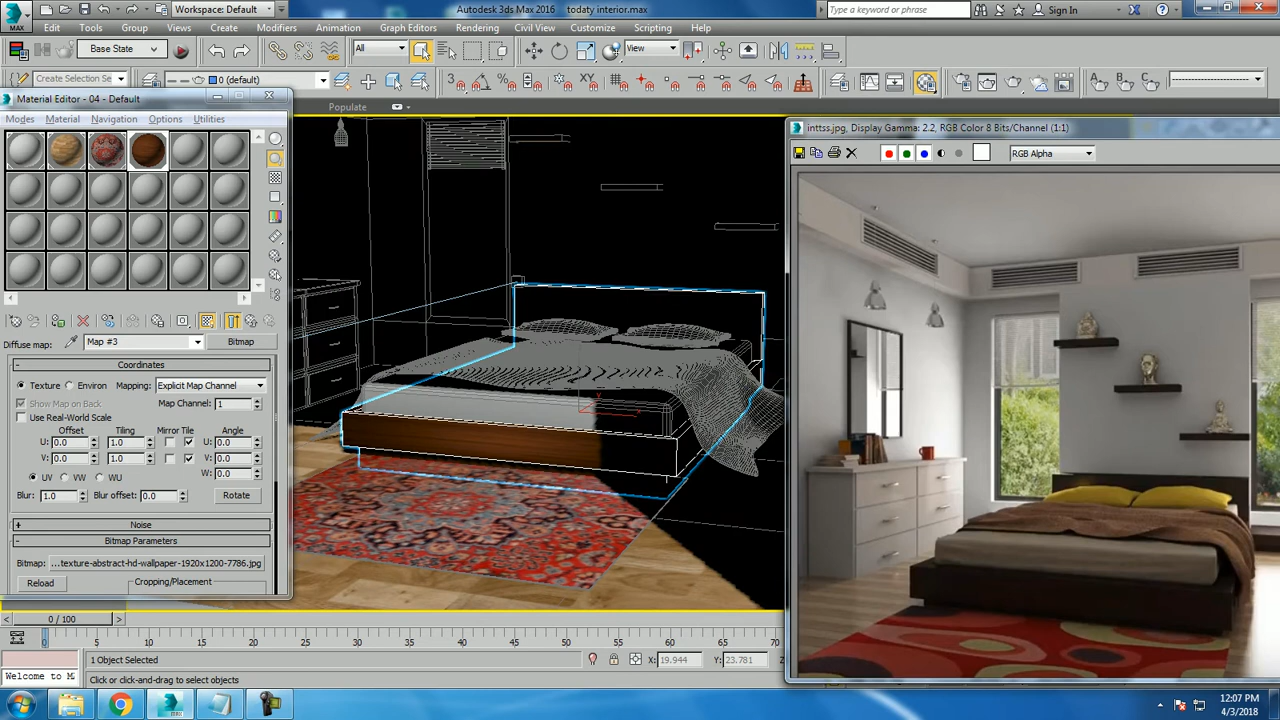 Workspace: Default
Autodesk 3ds Max 2016
todaty interior.max
Type a keyword or phrase
Sign In
MAX
Edit
Tools
Group
Views
Create
Modifiers
Animation
Graph Editors
Rendering
Civil View
Customize
Scripting
Help
Base State
All
View
Create Selection Se
0 (default)
Populate
Material Editor - 04 - Default
Modes
Material
Navigation
Options
Utilities
Diffuse map:
Map #3
Bitmap
Coordinates
Texture
Environ
Mapping:
Explicit Map Channel
Show Map on Back
Map Channel:
1
Use Real-World Scale
Offset
Tiling
Mirror Tile
Angle
U: 0.0
1.0
U: 0.0
V: 0.0
1.0
V: 0.0
W: 0.0
UV
VW
WU
Blur: 1.0
Blur offset: 0.0
Rotate
Noise
Bitmap Parameters
Bitmap:
...texture-abstract-hd-wallpaper-1920x1200-7786.jpg
Reload
Cropping/Placement
inttss.jpg, Display Gamma: 2.2, RGB Color 8 Bits/Channel (1:1)
RGB Alpha
0 / 100
0
5
10
15
20
25
30
35
40
45
50
55
60
65
70
1 Object Selected
X: 19.944
Y: 23.781
Welcome to M
Click or click-and-drag to select objects
12:07 PM
4/3/2018